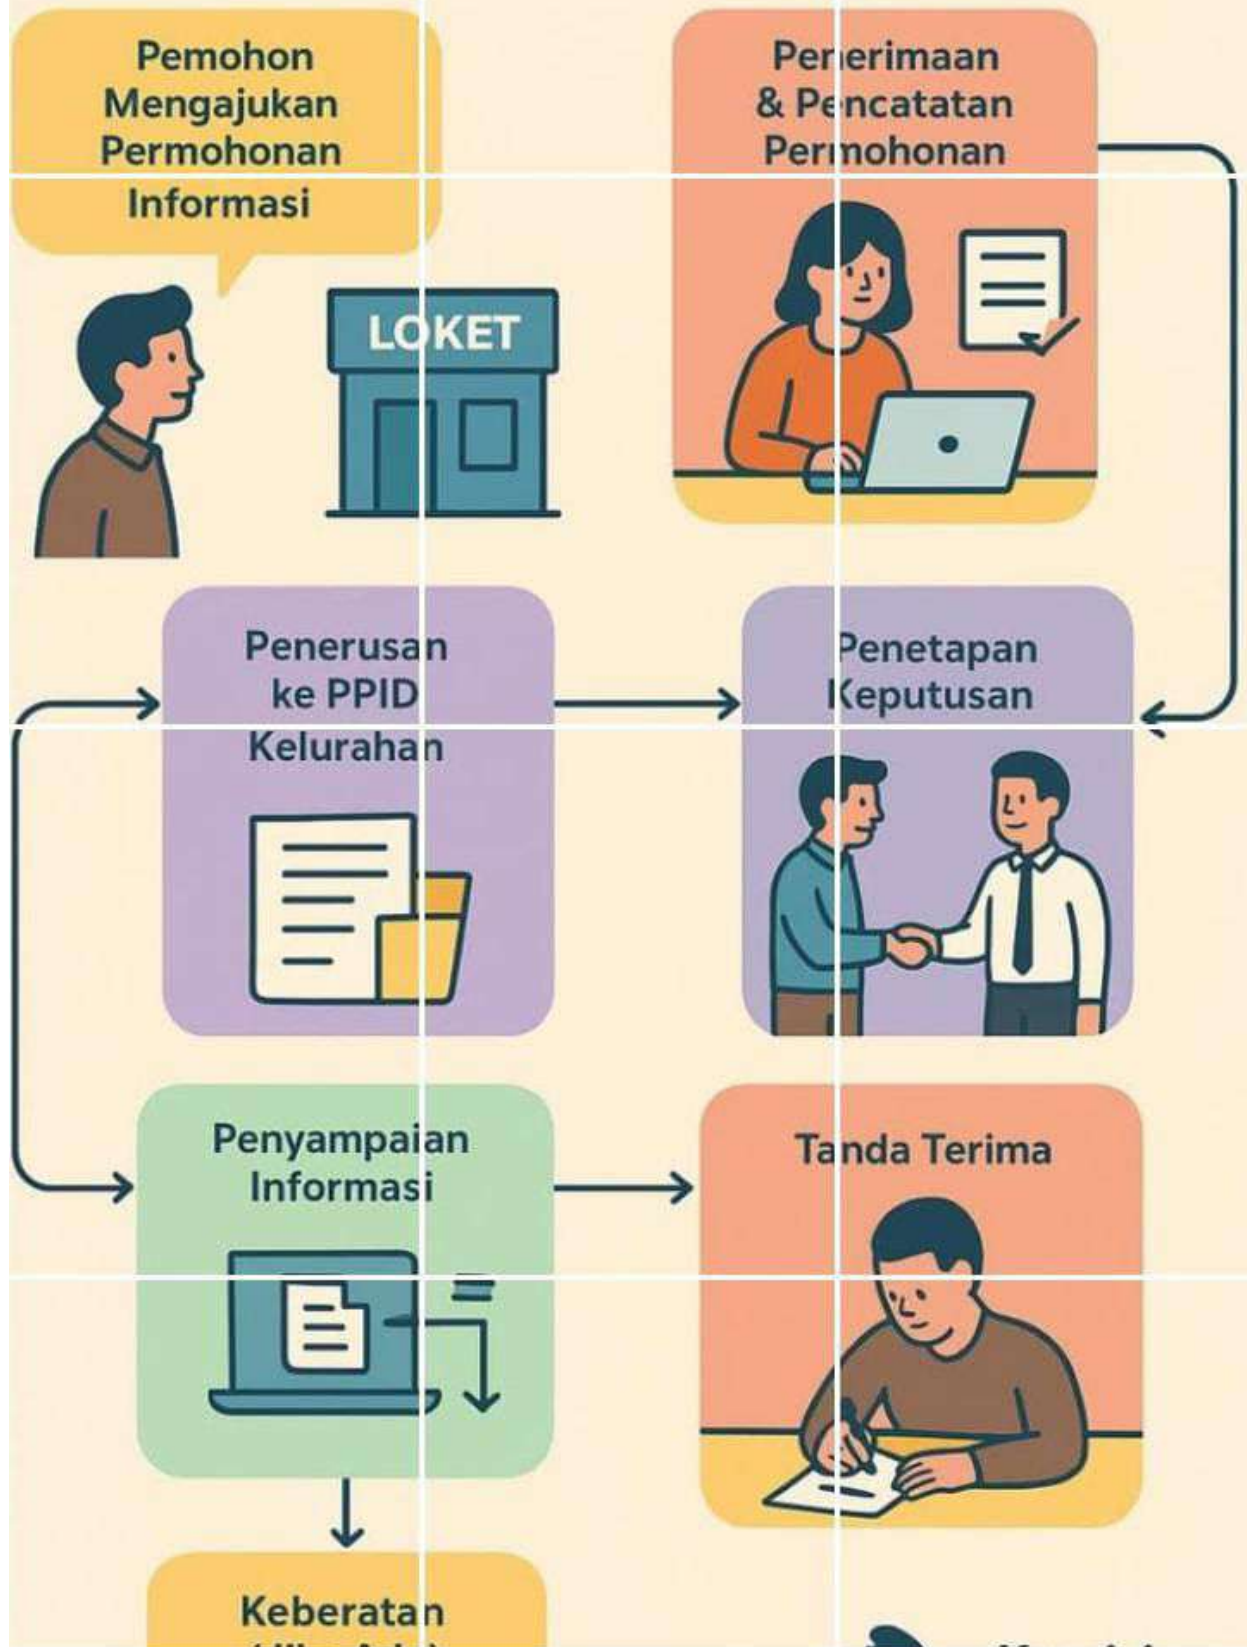 Pemohon
Mengajukan
Permohonan
Informasi
LOKET
Penerimaan
& Pencatatan
Permohonan
Penerusan
ke PPID
Kelurahan
Penetapan
Keputusan
Penyampaian
Informasi
Tanda Terima
Keberatan